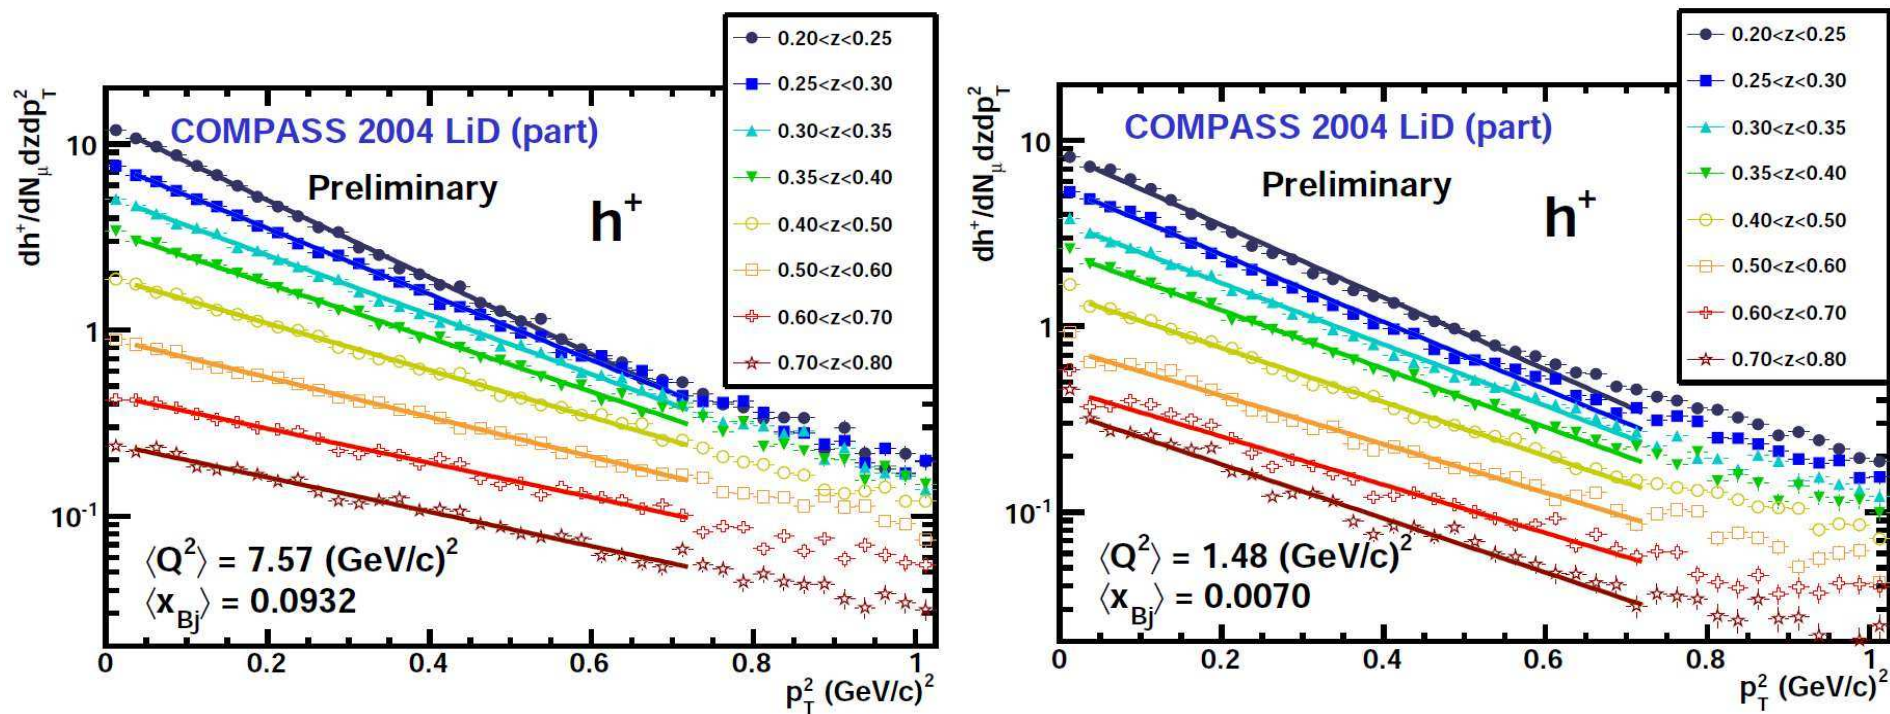 0.20<z<0.25
0.25<z<0.30
0.30<z<0.35
0.35<z<0.40
0.40<z<0.50
0.50<z<0.60
0.60<z<0.70
0.70<z<0.80
dh⁺/dN_μ dzdp_T²
10
1
10⁻¹
COMPASS 2004 LiD (part)
Preliminary
h⁺
⟨Q²⟩ = 7.57 (GeV/c)²
⟨x_Bj⟩ = 0.0932
0 0.2 0.4 0.6 0.8 1
p_T² (GeV/c)²
0.20<z<0.25
0.25<z<0.30
0.30<z<0.35
0.35<z<0.40
0.40<z<0.50
0.50<z<0.60
0.60<z<0.70
0.70<z<0.80
dh⁺/dN_μ dzdp_T²
10
1
10⁻¹
COMPASS 2004 LiD (part)
Preliminary
h⁺
⟨Q²⟩ = 1.48 (GeV/c)²
⟨x_Bj⟩ = 0.0070
0 0.2 0.4 0.6 0.8 1
p_T² (GeV/c)²